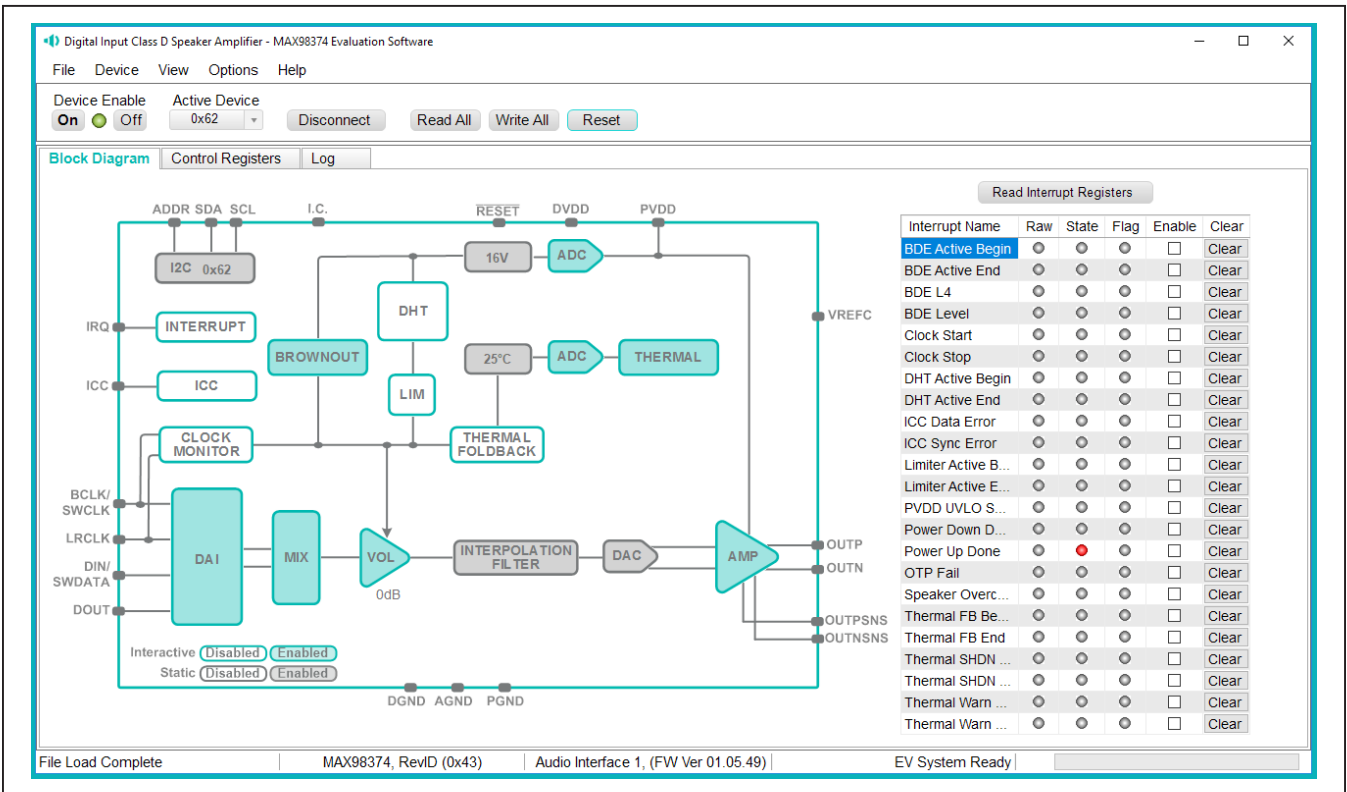 Digital Input Class D Speaker Amplifier - MAX98374 Evaluation Software
File Device View Options Help
Device Enable Active Device
On Off 0x62 Disconnect Read All Write All Reset
Block Diagram Control Registers Log
Read Interrupt Registers
ADDR SDA SCL I.C. RESET DVDD PVDD
I2C 0x62
16V ADC
DHT
IRQ INTERRUPT
VREFC
BROWNOUT
25°C ADC THERMAL
ICC ICC
LIM
CLOCK
MONITOR
THERMAL
FOLDBACK
BCLK/
SWCLK
LRCLK
DIN/
SWDATA
DOUT
DAI MIX VOL
0dB
INTERPOLATION
FILTER
DAC AMP
OUTP
OUTN
OUTPSNS
OUTNSNS
Interactive Disabled Enabled
Static Disabled Enabled
DGND AGND PGND
Interrupt Name Raw State Flag Enable Clear
BDE Active Begin Clear
BDE Active End Clear
BDE L4 Clear
BDE Level Clear
Clock Start Clear
Clock Stop Clear
DHT Active Begin Clear
DHT Active End Clear
ICC Data Error Clear
ICC Sync Error Clear
Limiter Active B... Clear
Limiter Active E... Clear
PVDD UVLO S... Clear
Power Down D... Clear
Power Up Done Clear
OTP Fail Clear
Speaker Overc... Clear
Thermal FB Be... Clear
Thermal FB End Clear
Thermal SHDN ... Clear
Thermal SHDN ... Clear
Thermal Warn ... Clear
Thermal Warn ... Clear
File Load Complete MAX98374, RevID (0x43) Audio Interface 1, (FW Ver 01.05.49) EV System Ready